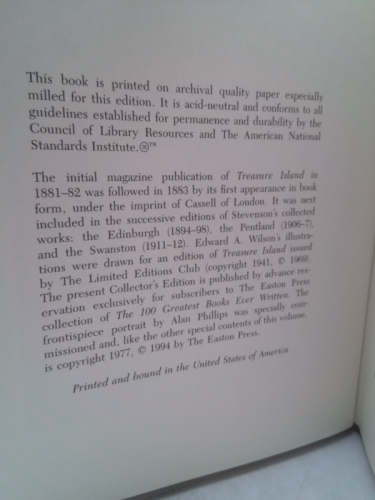 This book is printed on archival quality paper especially
milled for this edition. It is acid-neutral and conforms to all
guidelines established for permanence and durability by the
Council of Library Resources and The American National
Standards Institute.♾™
The initial magazine publication of Treasure Island in
1881–82 was followed in 1883 by its first appearance in book
form, under the imprint of Cassell of London. It was next
included in the successive editions of Stevenson's collected
works: the Edinburgh (1894–98), the Pentland (1906–7),
and the Swanston (1911–12). Edward A. Wilson's illustra-
tions were drawn for an edition of Treasure Island issued
by The Limited Editions Club (copyright 1941, © 1969).
The present Collector's Edition is published by advance res-
ervation exclusively for subscribers to The Easton Press
collection of The 100 Greatest Books Ever Written. The
frontispiece portrait by Alan Phillips was specially com-
missioned and, like the other special contents of this volume,
is copyright 1977, © 1994 by The Easton Press.
Printed and bound in the United States of America